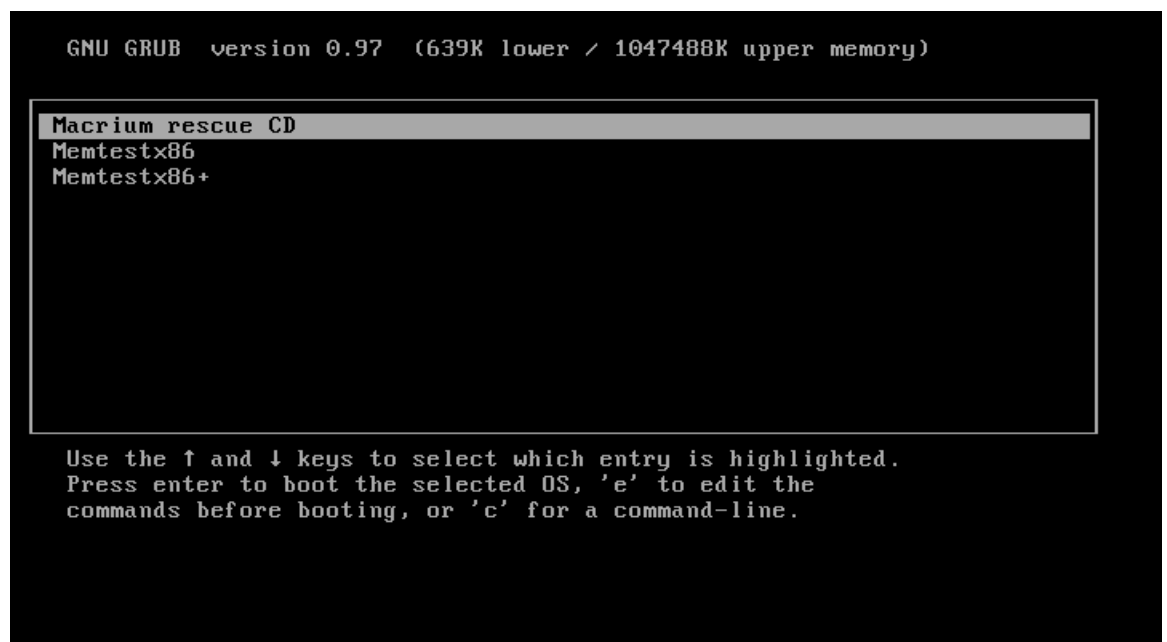 GNU GRUB  version 0.97  (639K lower / 1047488K upper memory)
Macrium rescue CD
Memtestx86
Memtestx86+
Use the ↑ and ↓ keys to select which entry is highlighted.
Press enter to boot the selected OS, 'e' to edit the
commands before booting, or 'c' for a command-line.